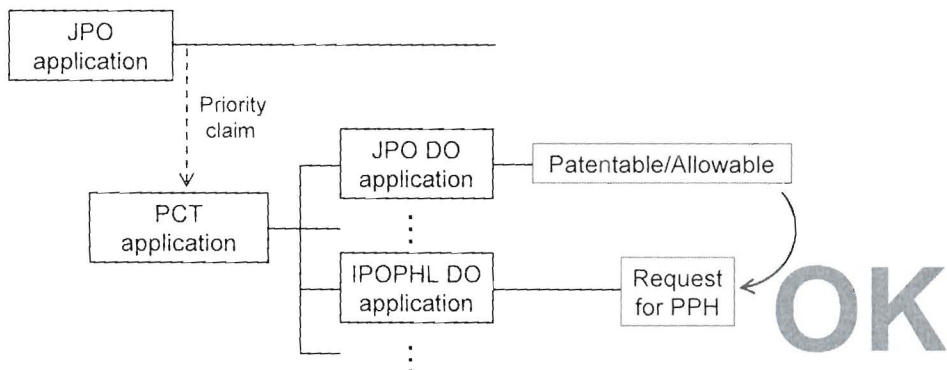 JPO
application
Priority
claim
JPO DO
application
Patentable/Allowable
PCT
application
IPOPHL DO
application
Request
for PPH
OK